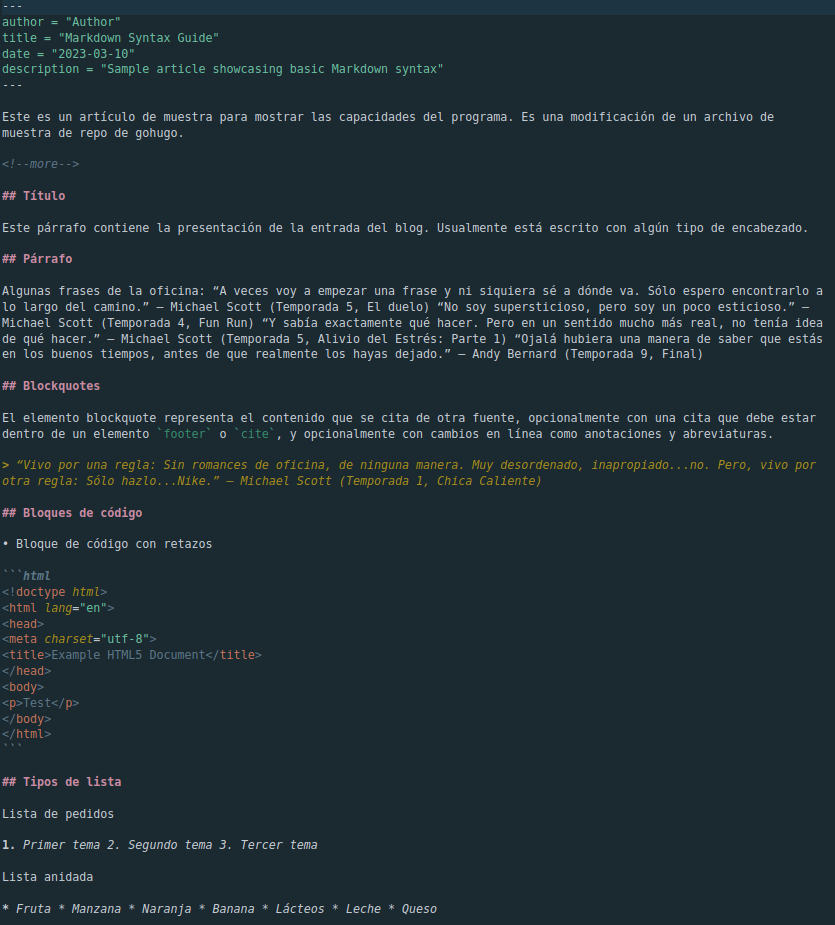 ---
author = "Author"
title = "Markdown Syntax Guide"
date = "2023-03-10"
description = "Sample article showcasing basic Markdown syntax"
---
Este es un artículo de muestra para mostrar las capacidades del programa. Es una modificación de un archivo de
muestra de repo de gohugo.
<!--more-->
## Título
Este párrafo contiene la presentación de la entrada del blog. Usualmente está escrito con algún tipo de encabezado.
## Párrafo
Algunas frases de la oficina: “A veces voy a empezar una frase y ni siquiera sé a dónde va. Sólo espero encontrarlo a
lo largo del camino.” — Michael Scott (Temporada 5, El duelo) “No soy supersticioso, pero soy un poco esticioso.” —
Michael Scott (Temporada 4, Fun Run) “Y sabía exactamente qué hacer. Pero en un sentido mucho más real, no tenía idea
de qué hacer.” — Michael Scott (Temporada 5, Alivio del Estrés: Parte 1) “Ojalá hubiera una manera de saber que estás
en los buenos tiempos, antes de que realmente los hayas dejado.” — Andy Bernard (Temporada 9, Final)
## Blockquotes
El elemento blockquote representa el contenido que se cita de otra fuente, opcionalmente con una cita que debe estar
dentro de un elemento `footer` o `cite`, y opcionalmente con cambios en línea como anotaciones y abreviaturas.
> “Vivo por una regla: Sin romances de oficina, de ninguna manera. Muy desordenado, inapropiado...no. Pero, vivo por
otra regla: Sólo hazlo...Nike.” — Michael Scott (Temporada 1, Chica Caliente)
## Bloques de código
• Bloque de código con retazos
```html
<!doctype html>
<html lang="en">
<head>
<meta charset="utf-8">
<title>Example HTML5 Document</title>
</head>
<body>
<p>Test</p>
</body>
</html>
```
## Tipos de lista
Lista de pedidos
1. Primer tema 2. Segundo tema 3. Tercer tema
Lista anidada
* Fruta * Manzana * Naranja * Banana * Lácteos * Leche * Queso